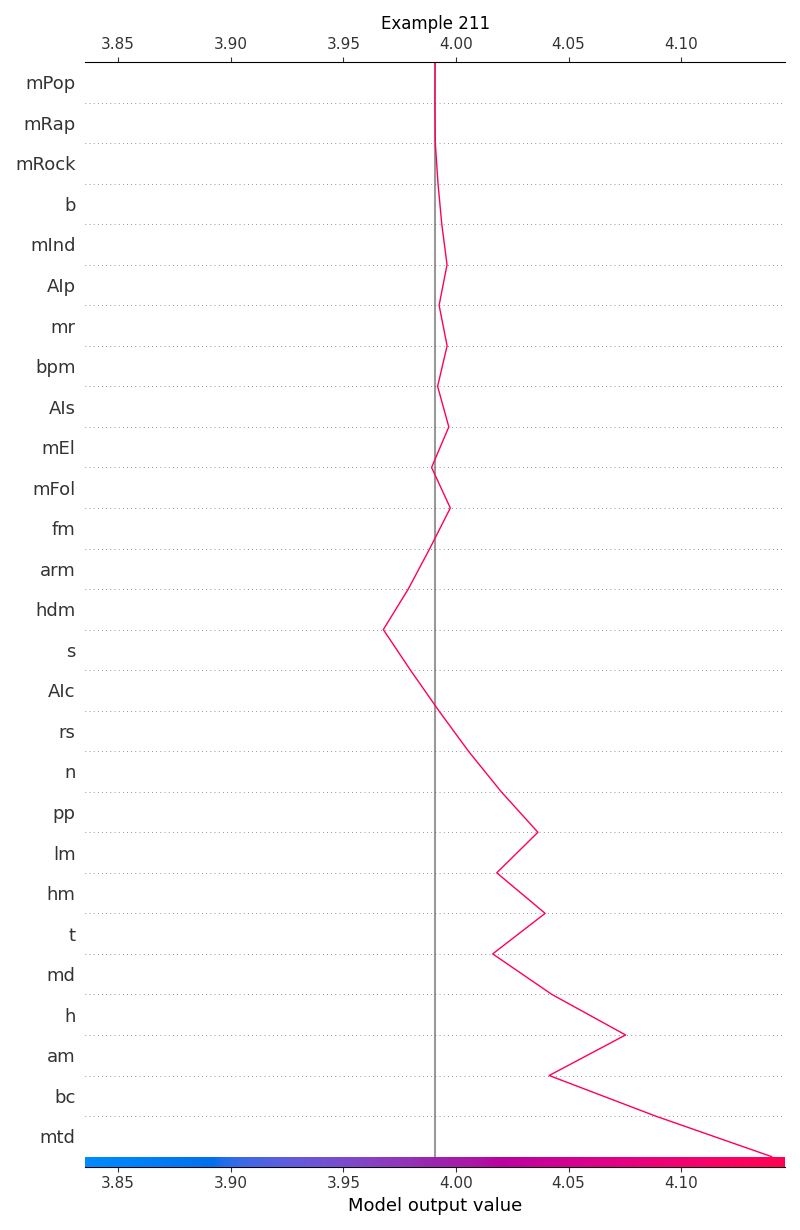 Example 211
3.85 3.90 3.95 4.00 4.05 4.10
mPop
mRap
mRock
b
mInd
AIp
mr
bpm
AIs
mEl
mFol
fm
arm
hdm
s
AIc
rs
n
pp
lm
hm
t
md
h
am
bc
mtd
3.85 3.90 3.95 4.00 4.05 4.10
Model output value